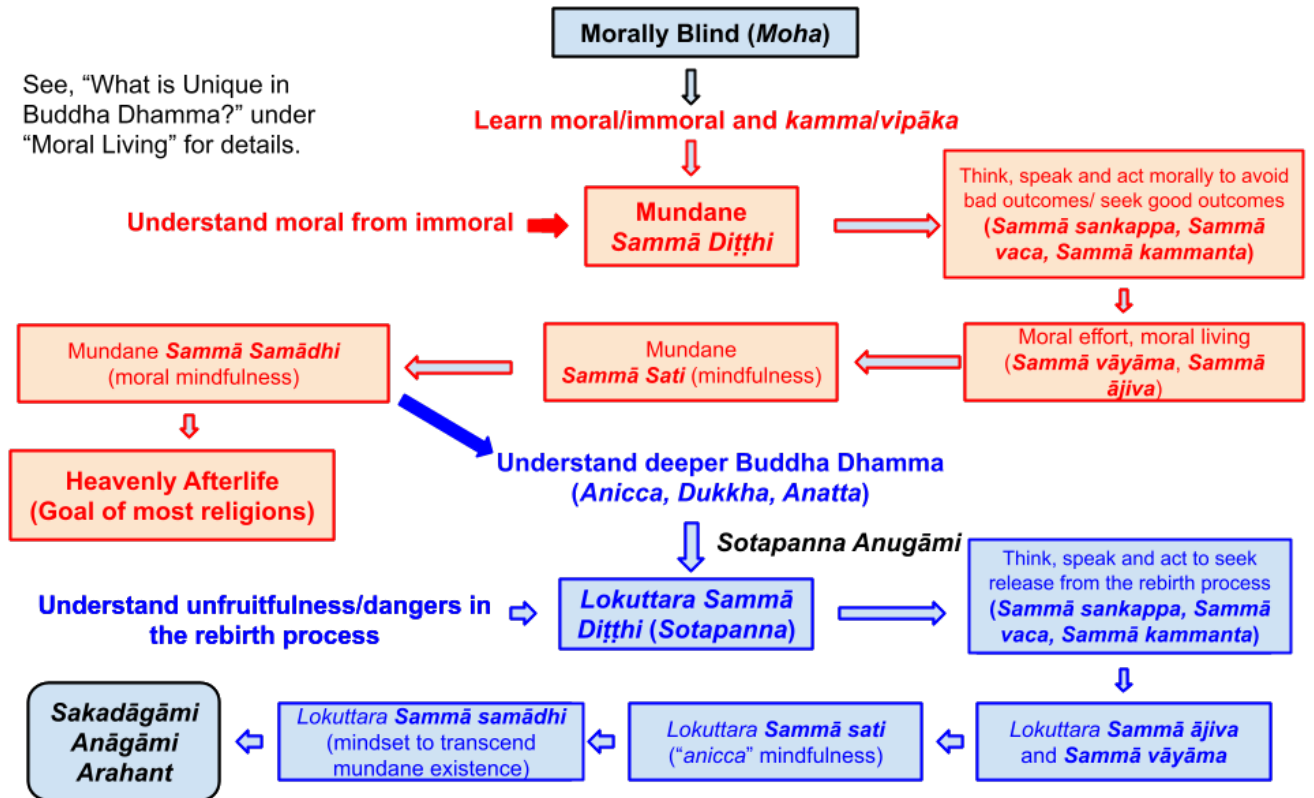 Morally Blind (Moha)
See, “What is Unique in
Buddha Dhamma?” under
“Moral Living” for details.
Learn moral/immoral and kamma/vipāka
Understand moral from immoral
Mundane
Sammā Diṭṭhi
Think, speak and act morally to avoid
bad outcomes/ seek good outcomes
(Sammā sankappa, Sammā
vaca, Sammā kammanta)
Moral effort, moral living
(Sammā vāyāma, Sammā
ājiva)
Mundane
Sammā Sati (mindfulness)
Mundane Sammā Samādhi
(moral mindfulness)
Heavenly Afterlife
(Goal of most religions)
Understand deeper Buddha Dhamma
(Anicca, Dukkha, Anatta)
Sotapanna Anugāmi
Understand unfruitfulness/dangers in
the rebirth process
Lokuttara Sammā
Diṭṭhi (Sotapanna)
Think, speak and act to seek
release from the rebirth process
(Sammā sankappa, Sammā
vaca, Sammā kammanta)
Lokuttara Sammā ājiva
and Sammā vāyāma
Lokuttara Sammā sati
(“anicca” mindfulness)
Lokuttara Sammā samādhi
(mindset to transcend
mundane existence)
Sakadāgāmi
Anāgāmi
Arahant